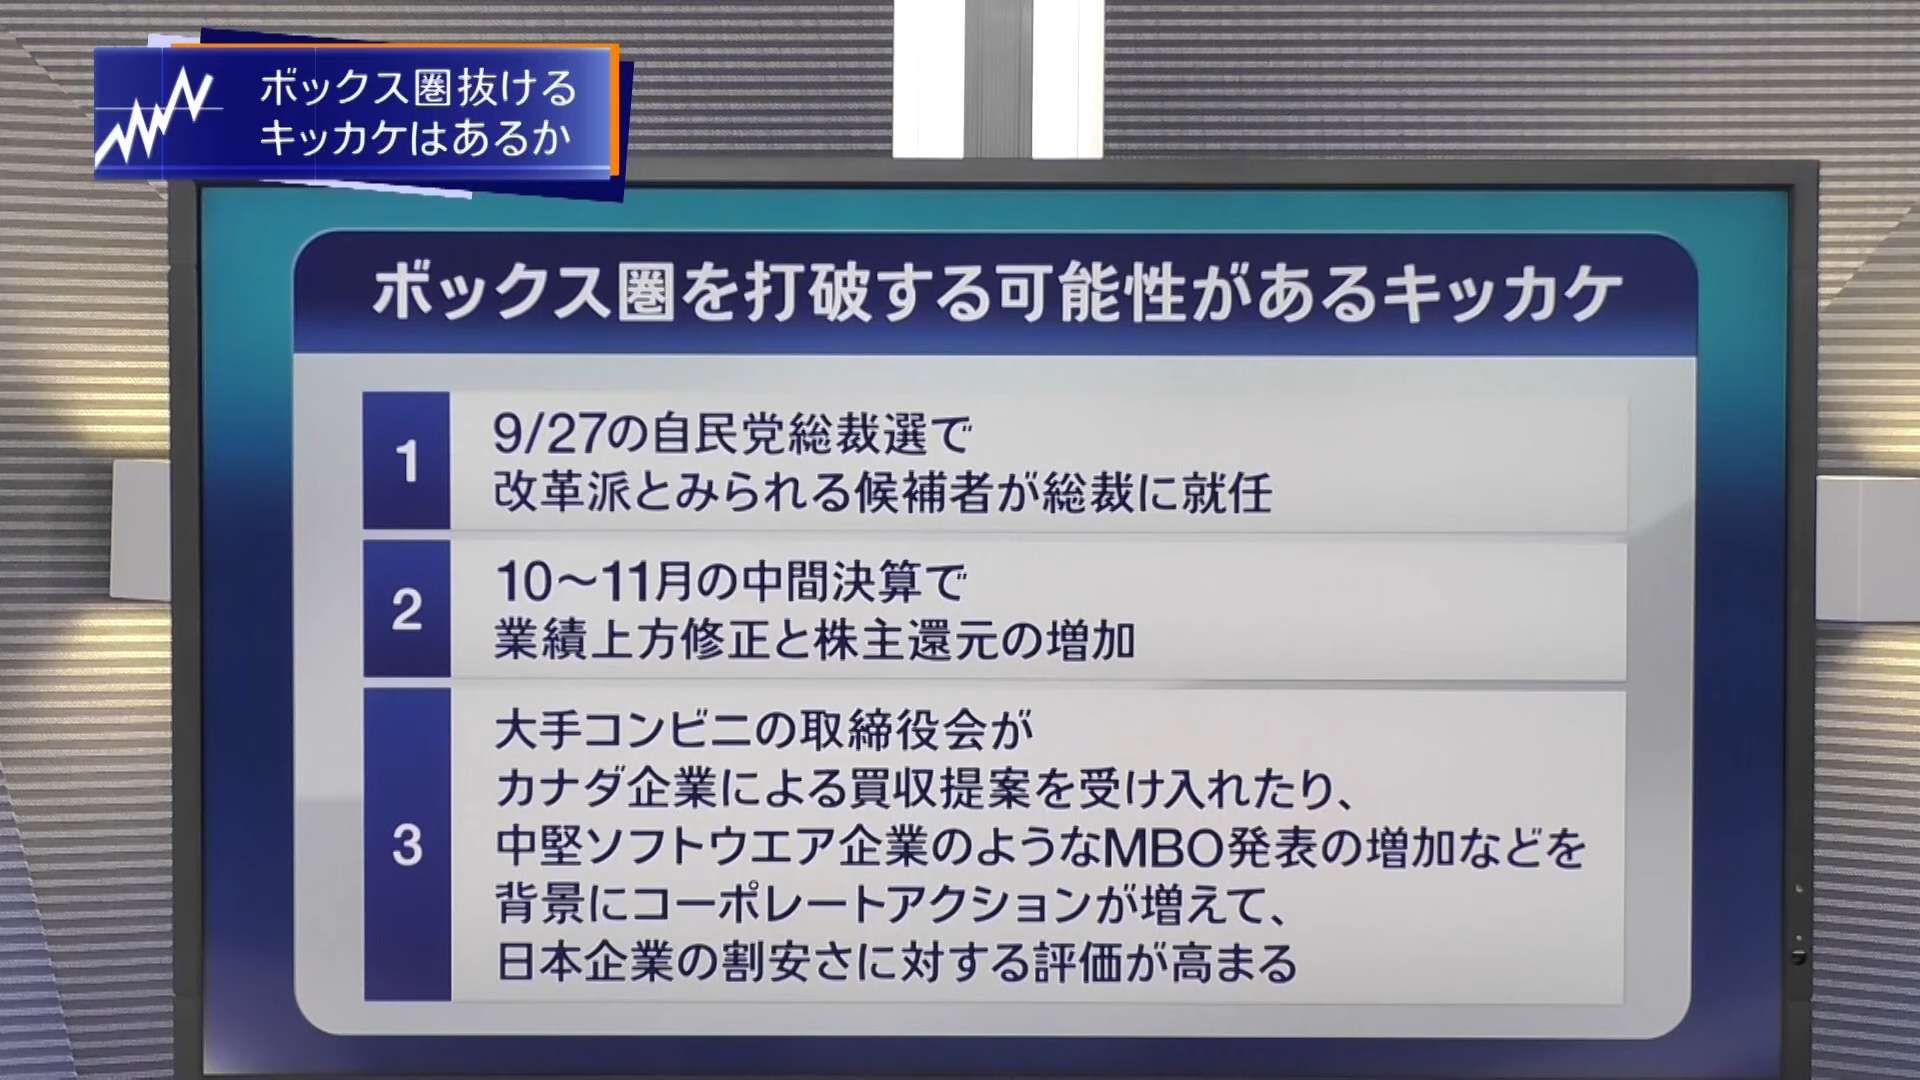 ボックス圏抜ける
キッカケはあるか
ボックス圏を打破する可能性があるキッカケ
1
9/27の自民党総裁選で
改革派とみられる候補者が総裁に就任
2
10〜11月の中間決算で
業績上方修正と株主還元の増加
3
大手コンビニの取締役会が
カナダ企業による買収提案を受け入れたり、
中堅ソフトウエア企業のようなMBO発表の増加などを
背景にコーポレートアクションが増えて、
日本企業の割安さに対する評価が高まる